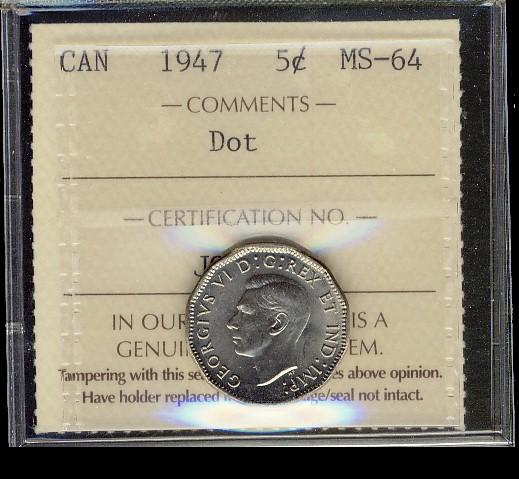 CAN 1947 5¢ MS-64
— COMMENTS —
Dot
— CERTIFICATION NO. —
IN OUR IS A
GENUI EM.
Tampering with this se es above opinion.
Have holder replaced ge/seal not intact.
GEORGIVS VI D:G:REX ET IND:IMP: